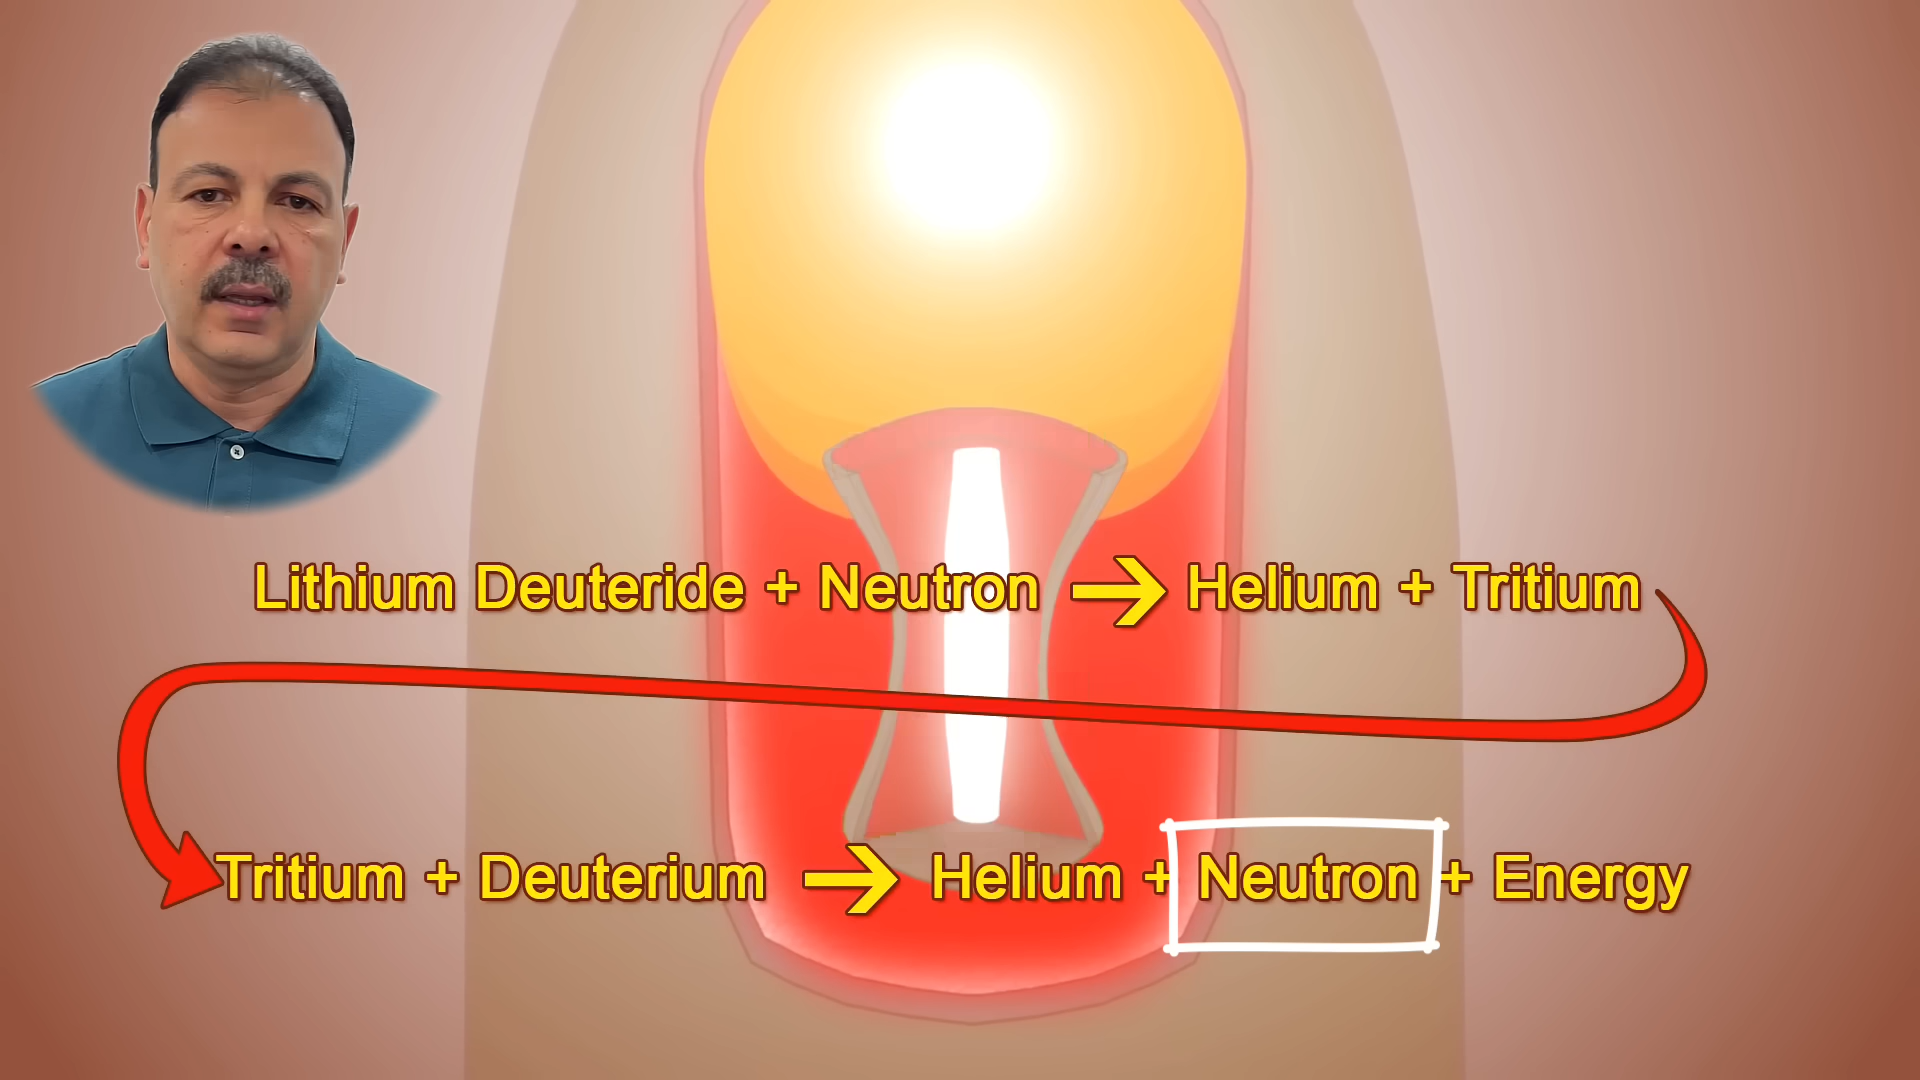 Lithium Deuteride + Neutron → Helium + Tritium
Tritium + Deuterium → Helium + Neutron + Energy